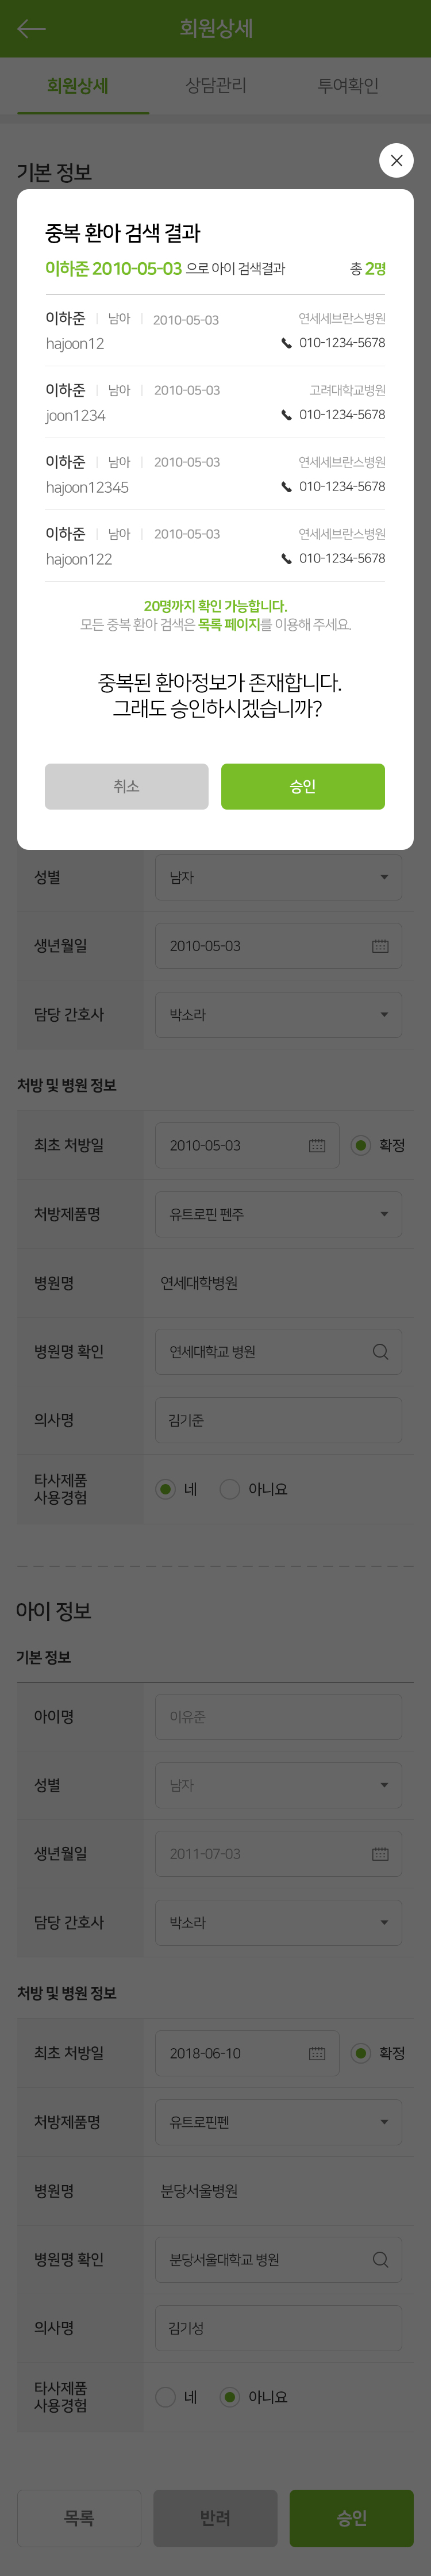 회원상세
회원상세 상담관리 투여확인
기본 정보
중복 환아 검색 결과
이하준 2010-05-03 으로 아이 검색결과 총 2명
이하준 남아 2010-05-03 연세세브란스병원
hajoon12 010-1234-5678
이하준 남아 2010-05-03 고려대학교병원
joon1234 010-1234-5678
이하준 남아 2010-05-03 연세세브란스병원
hajoon12345 010-1234-5678
이하준 남아 2010-05-03 연세세브란스병원
hajoon122 010-1234-5678
20명까지 확인 가능합니다.
모든 중복 환아 검색은 목록 페이지를 이용해 주세요.
중복된 환아정보가 존재합니다.
그래도 승인하시겠습니까?
취소 승인
성별 남자
생년월일 2010-05-03
담당 간호사 박소라
처방 및 병원 정보
최초 처방일 2010-05-03 확정
처방제품명 유트로핀 펜주
병원명 연세대학병원
병원명 확인 연세대학교 병원
의사명 김기준
타사제품
사용경험 네 아니요
아이 정보
기본 정보
아이명 이유준
성별 남자
생년월일 2011-07-03
담당 간호사 박소라
처방 및 병원 정보
최초 처방일 2018-06-10 확정
처방제품명 유트로핀펜
병원명 분당서울병원
병원명 확인 분당서울대학교 병원
의사명 김기성
타사제품
사용경험 네 아니요
목록 반려 승인